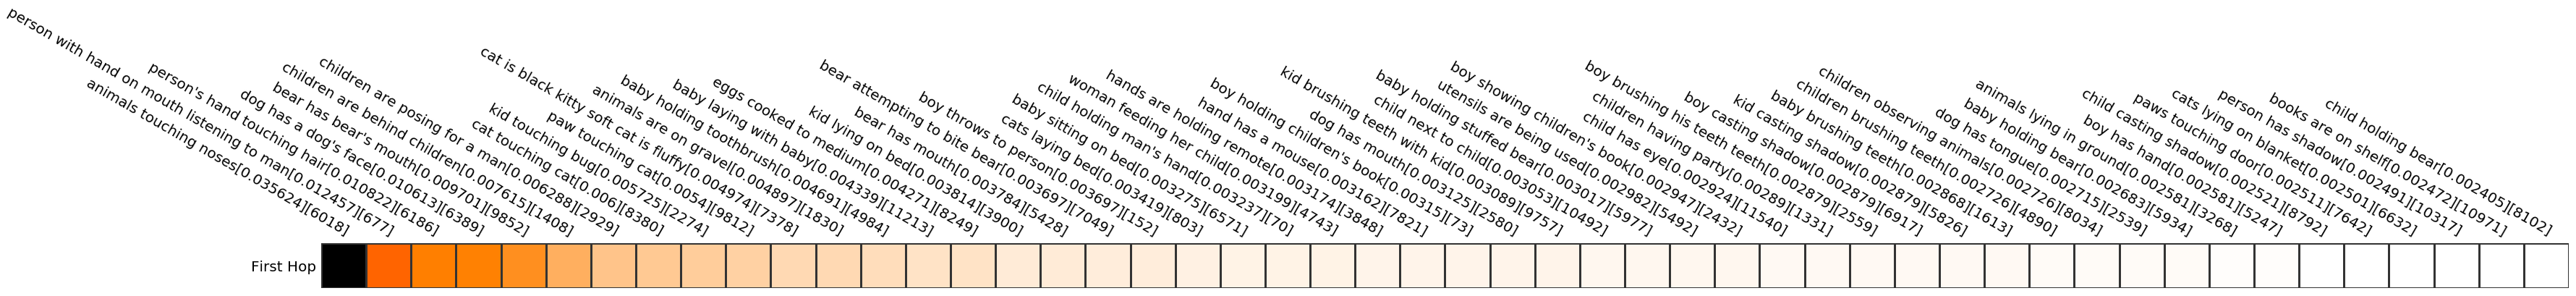 animals touching noses[0.035624][6018]
person with hand on mouth listening to man[0.012457][677]
person's hand touching hair[0.010822][6186]
dog has a dog's face[0.010613][6389]
bear has bear's mouth[0.009701][9852]
children are behind children[0.007615][1408]
children are posing for a man[0.006288][2929]
cat touching cat[0.006][8380]
kid touching bug[0.005725][2274]
paw touching cat[0.0054][9812]
cat is black kitty soft cat is fluffy[0.00497][7378]
animals are on gravel[0.004897][1830]
baby holding toothbrush[0.004691][4984]
baby laying with baby[0.004339][1121]
eggs cooked to medium[0.004271][8249]
kid lying on bed[0.003814][390]
bear has mouth[0.003784][5428]
bear attempting to bite bear[0.003697][7049]
boy throws to person[0.003697][152]
cats laying bed[0.003419][803]
baby sitting on bed[0.003275][6571]
child holding man's hand[0.003237][70]
woman feeding her child[0.003199][4743]
hands are holding remote[0.003174][3848]
hand has a mouse[0.003162][7821]
boy holding children's book[0.00315][73]
dog has mouth[0.003125][2580]
kid brushing teeth with kid[0.003089][9757]
child next to child[0.003053][10492]
baby holding stuffed bear[0.003017][5977]
utensils are being used[0.002982][5492]
boy showing children's book[0.002947][2432]
child has eye[0.002924][11540]
children having party[0.00289][1331]
boy brushing his teeth teeth[0.002879][2559]
boy casting shadow[0.002879][6917]
kid casting shadow[0.002879][5826]
baby brushing teeth[0.002868][1613]
children brushing teeth[0.002726][4890]
children observing animals[0.002726][8034]
dog has tongue[0.002715][2539]
baby holding bear[0.002683][5934]
animals lying in ground[0.002581][3268]
boy has hand[0.002581][5247]
child casting shadow[0.002521][8792]
paws touching door[0.002511][7642]
cats lying on blanket[0.002501][6632]
person has shadow[0.002491][10317]
books are on shelf[0.002472][10971]
child holding bear[0.002405][8102]
First Hop